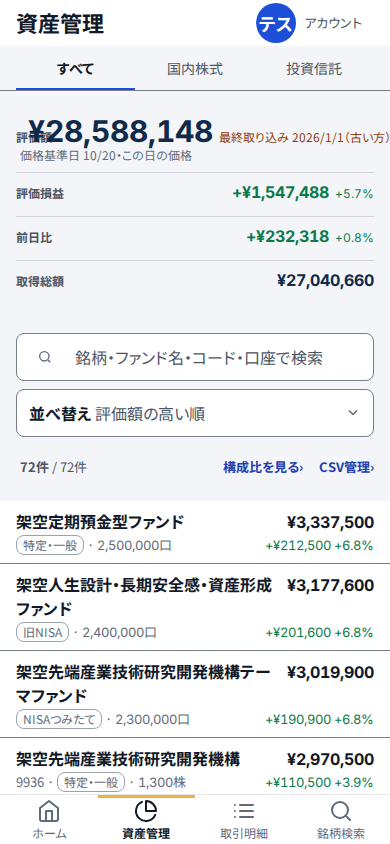 資産管理
テス アカウント
すべて 国内株式 投資信託
評価額 ¥28,588,148 最終取り込み 2026/1/1(古い方)
価格基準日 10/20・この日の価格
評価損益 +¥1,547,488 +5.7%
前日比 +¥232,318 +0.8%
取得総額 ¥27,040,660
銘柄・ファンド名・コード・口座で検索
並べ替え 評価額の高い順
72件 / 72件 構成比を見る› CSV管理›
架空定期預金型ファンド ¥3,337,500
特定・一般 · 2,500,000口 +¥212,500 +6.8%
架空人生設計・長期安全感・資産形成 ¥3,177,600
ファンド
旧NISA · 2,400,000口 +¥201,600 +6.8%
架空先端産業技術研究開発機構テー ¥3,019,900
マファンド
NISAつみたて · 2,300,000口 +¥190,900 +6.8%
架空先端産業技術研究開発機構 ¥2,970,500
9936 · 特定・一般 · 1,300株 +¥110,500 +3.9%
ホーム 資産管理 取引明細 銘柄検索